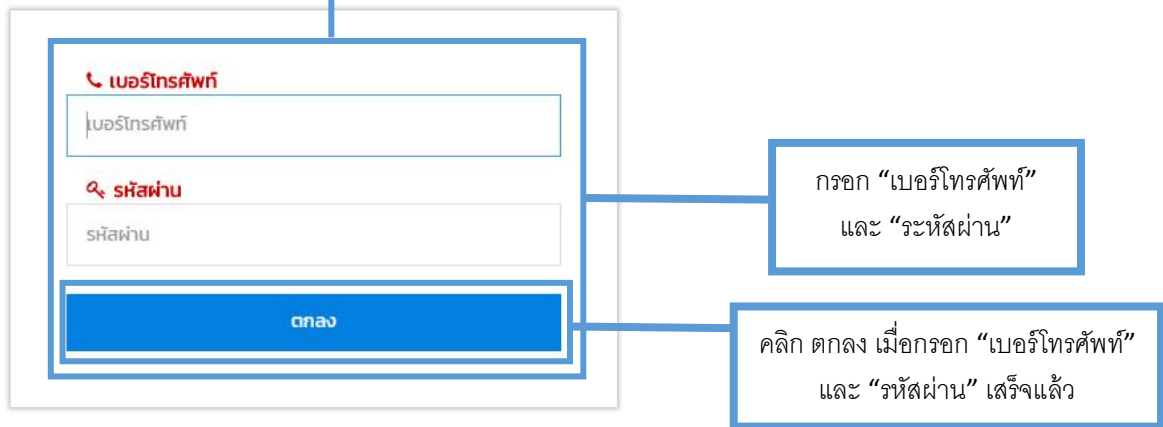 เบอร์โทรศัพท์
เบอร์โทรศัพท์
รหัสผ่าน
รหัสผ่าน
ตกลง
กรอก “เบอร์โทรศัพท์”
และ “ระหัสผ่าน”
คลิก ตกลง เมื่อกรอก “เบอร์โทรศัพท์”
และ “รหัสผ่าน” เสร็จแล้ว